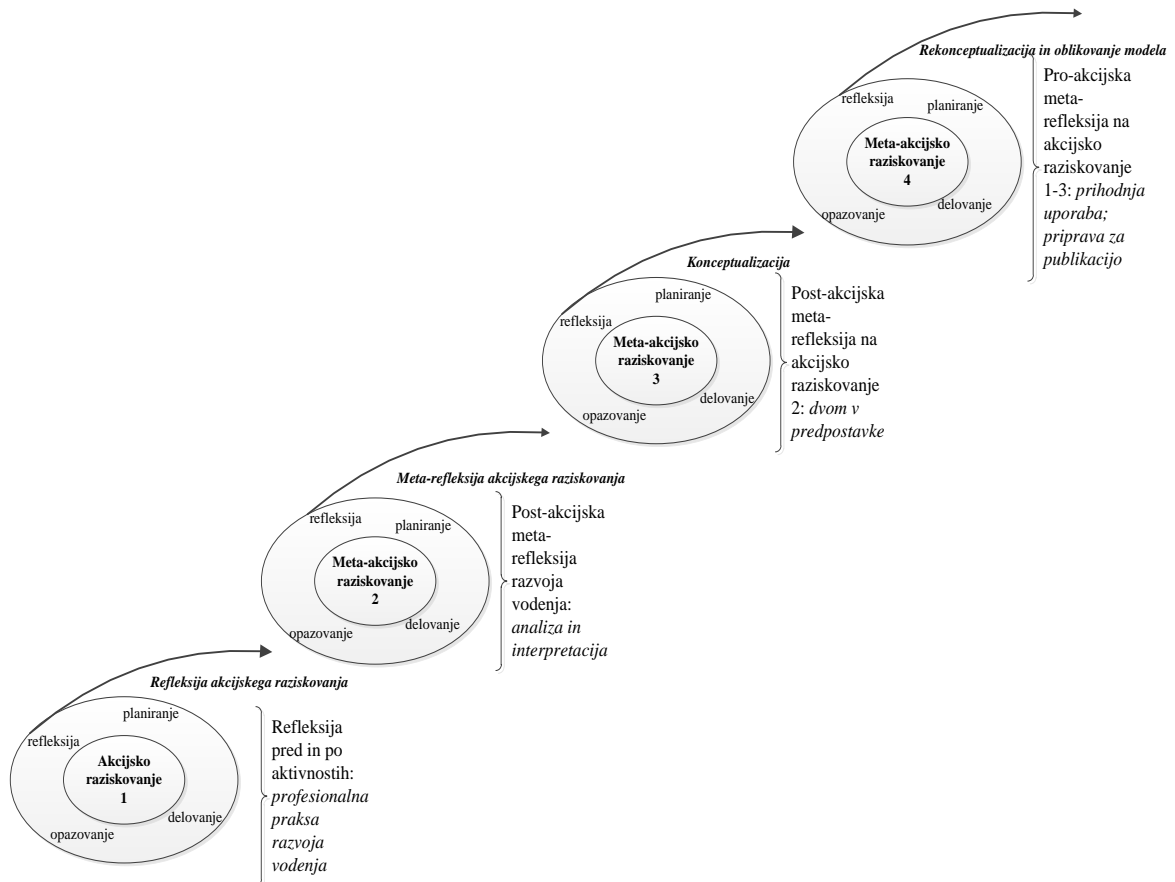 Rekonceptualizacija in oblikovanje modela
refleksija
planiranje
Meta-akcijsko
raziskovanje
4
opazovanje
delovanje
Pro-akcijska
meta-
refleksija na
akcijsko
raziskovanje
1-3: prihodnja
uporaba;
priprava za
publikacijo
Konceptualizacija
planiranje
refleksija
Meta-akcijsko
raziskovanje
3
delovanje
opazovanje
Post-akcijska
meta-
refleksija na
akcijsko
raziskovanje
2: dvom v
predpostavke
Meta-refleksija akcijskega raziskovanja
refleksija
planiranje
Meta-akcijsko
raziskovanje
2
opazovanje
delovanje
Post-akcijska
meta-
refleksija
razvoja
vodenja:
analiza in
interpretacija
Refleksija akcijskega raziskovanja
planiranje
refleksija
Akcijsko
raziskovanje
1
delovanje
opazovanje
Refleksija
pred in po
aktivnostih:
profesionalna
praksa
razvoja
vodenja